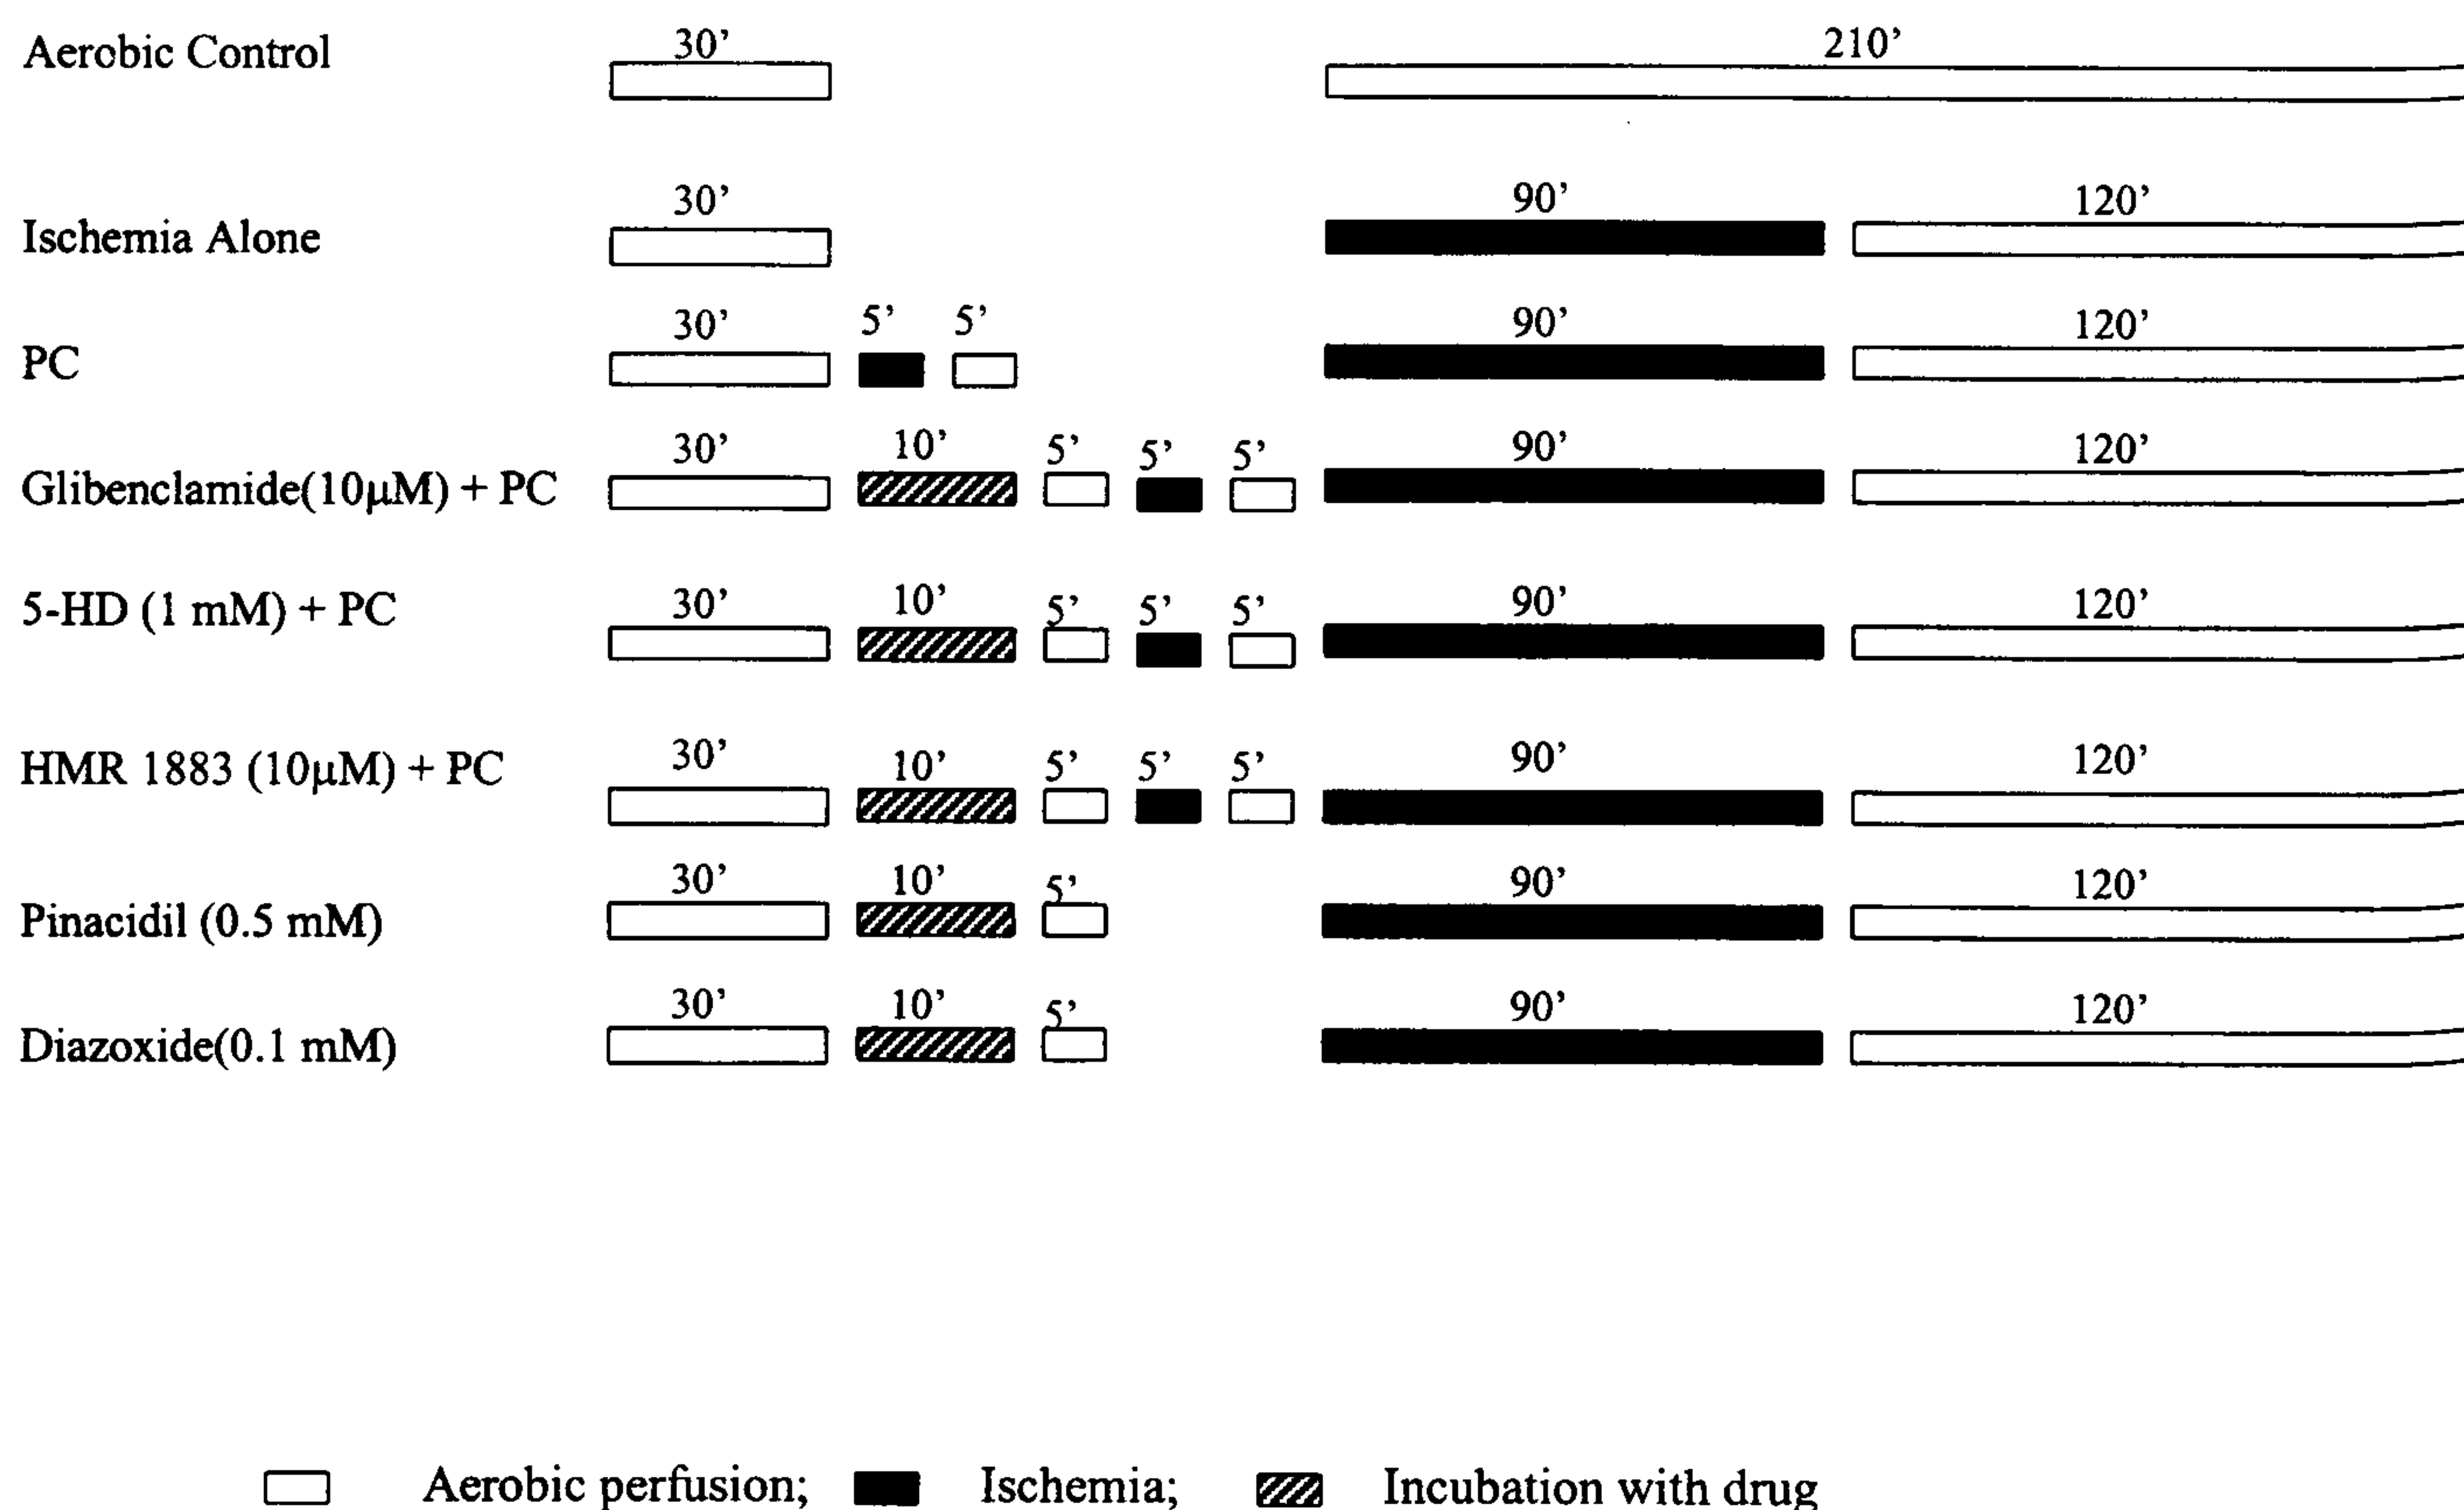 Aerobic Control 30’ 210’
Ischemia Alone 30’ 90’ 120’
PC 30’ 5’ 5’ 90’ 120’
Glibenclamide(10µM) + PC 30’ 10’ 5’ 5’ 5’ 90’ 120’
5-HD (1 mM) + PC 30’ 10’ 5’ 5’ 5’ 90’ 120’
HMR 1883 (10µM) + PC 30’ 10’ 5’ 5’ 5’ 90’ 120’
Pinacidil (0.5 mM) 30’ 10’ 5’ 90’ 120’
Diazoxide(0.1 mM) 30’ 10’ 5’ 90’ 120’
Aerobic perfusion; Ischemia; Incubation with drug